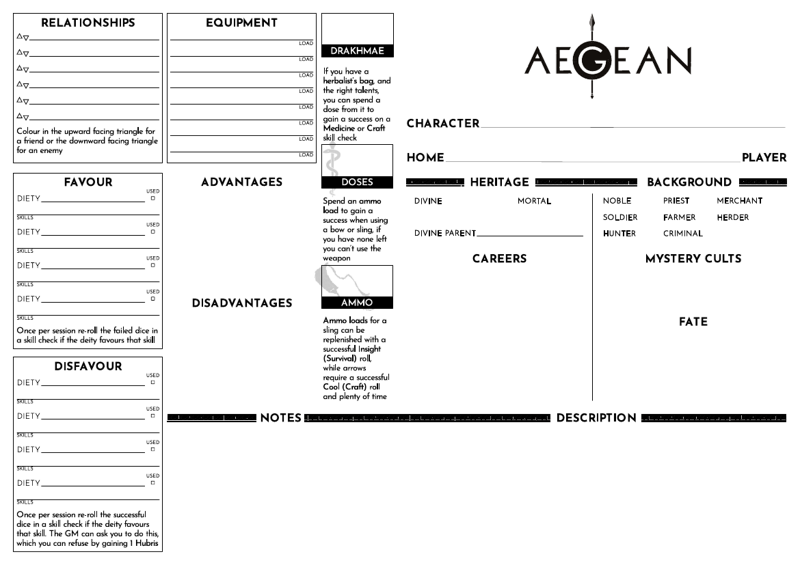 RELATIONSHIPS
Colour in the upward facing triangle for
a friend or the downward facing triangle
for an enemy
EQUIPMENT
LOAD
LOAD
LOAD
LOAD
LOAD
LOAD
LOAD
LOAD
DRAKHMAE
If you have a
herbalist's bag, and
the right talents,
you can spend a
dose from it to
gain a success on a
Medicine or Craft
skill check
DOSES
Spend an ammo
load to gain a
success when using
a bow or sling, if
you have none left
you can't use the
weapon
AMMO
Ammo loads for a
sling can be
replenished with a
successful Insight
(Survival) roll,
while arrows
require a successful
Cool (Craft) roll
and plenty of time
FAVOUR
USED
DIETY
SKILLS
USED
DIETY
SKILLS
USED
DIETY
SKILLS
USED
DIETY
SKILLS
Once per session re-roll the failed dice in
a skill check if the deity favours that skill
DISFAVOUR
USED
DIETY
SKILLS
USED
DIETY
SKILLS
USED
DIETY
SKILLS
USED
DIETY
SKILLS
Once per session re-roll the successful
dice in a skill check if the deity favours
that skill. The GM can ask you to do this,
which you can refuse by gaining 1 Hubris
ADVANTAGES
DISADVANTAGES
AEGEAN
CHARACTER
HOME PLAYER
HERITAGE
DIVINE MORTAL
DIVINE PARENT
BACKGROUND
NOBLE PRIEST MERCHANT
SOLDIER FARMER HERDER
HUNTER CRIMINAL
CAREERS
MYSTERY CULTS
FATE
NOTES
DESCRIPTION